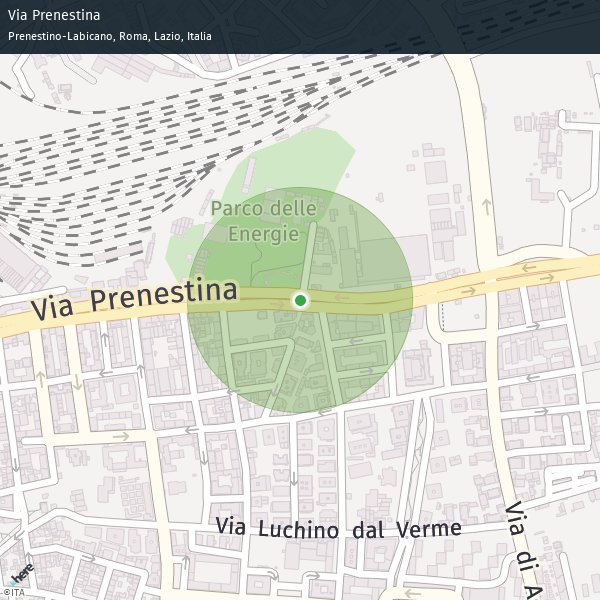 Via Prenestina
Prenestino-Labicano, Roma, Lazio, Italia
Parco delle
Energie
Via Prenestina
Via Luchino dal Verme
Via di A
here
©ITA